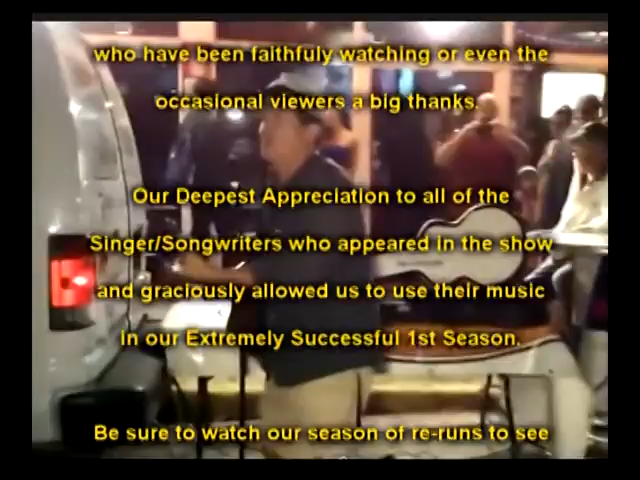 who have been faithfuly watching or even the
occasional viewers a big thanks.
Our Deepest Appreciation to all of the
Singer/Songwriters who appeared in the show
and graciously allowed us to use their music
in our Extremely Successful 1st Season.
Be sure to watch our season of re-runs to see